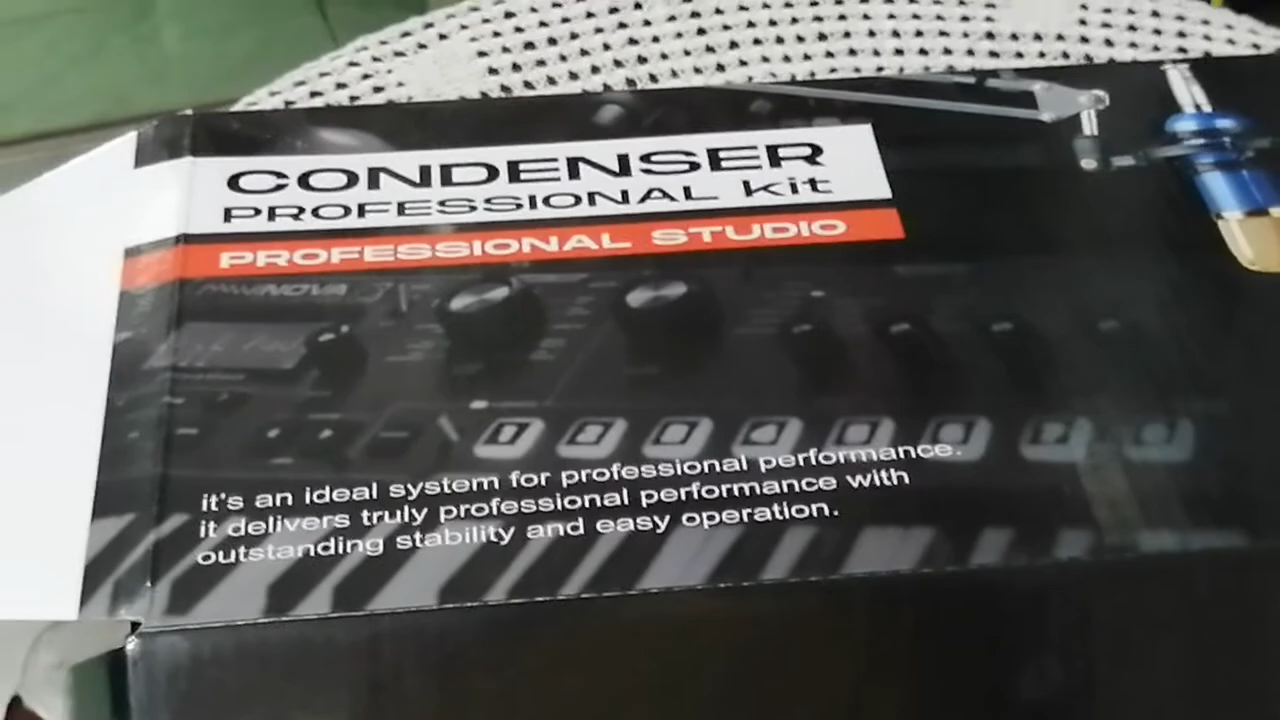 CONDENSER
PROFESSIONAL kit
PROFESSIONAL STUDIO
NOVA
it's an ideal system for professional performance.
it delivers truly professional performance with
outstanding stability and easy operation.